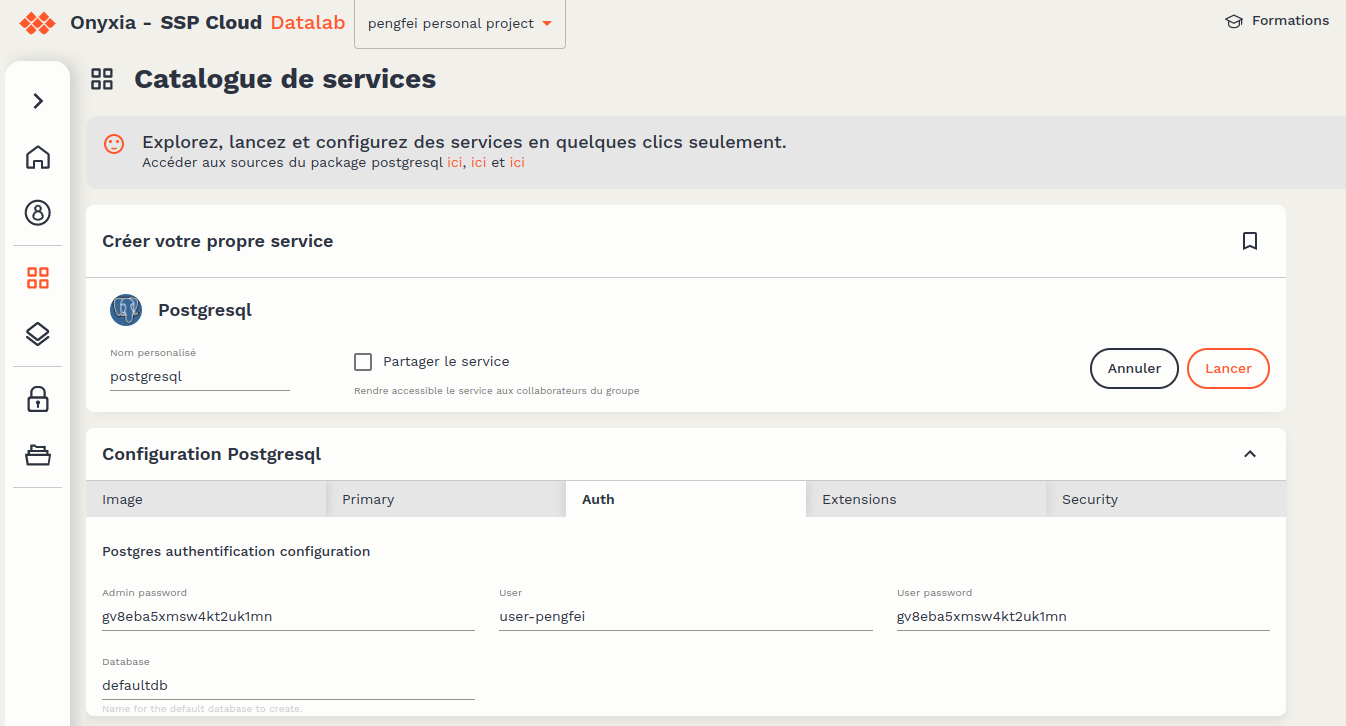 Onyxia - SSP Cloud Datalab
pengfei personal project
Formations
Catalogue de services
Explorez, lancez et configurez des services en quelques clics seulement.
Accéder aux sources du package postgresql ici, ici et ici
Créer votre propre service
Postgresql
Nom personalisé
postgresql
Partager le service
Rendre accessible le service aux collaborateurs du groupe
Annuler
Lancer
Configuration Postgresql
Image
Primary
Auth
Extensions
Security
Postgres authentification configuration
Admin password
gv8eba5xmsw4kt2uk1mn
User
user-pengfei
User password
gv8eba5xmsw4kt2uk1mn
Database
defaultdb
Name for the default database to create.